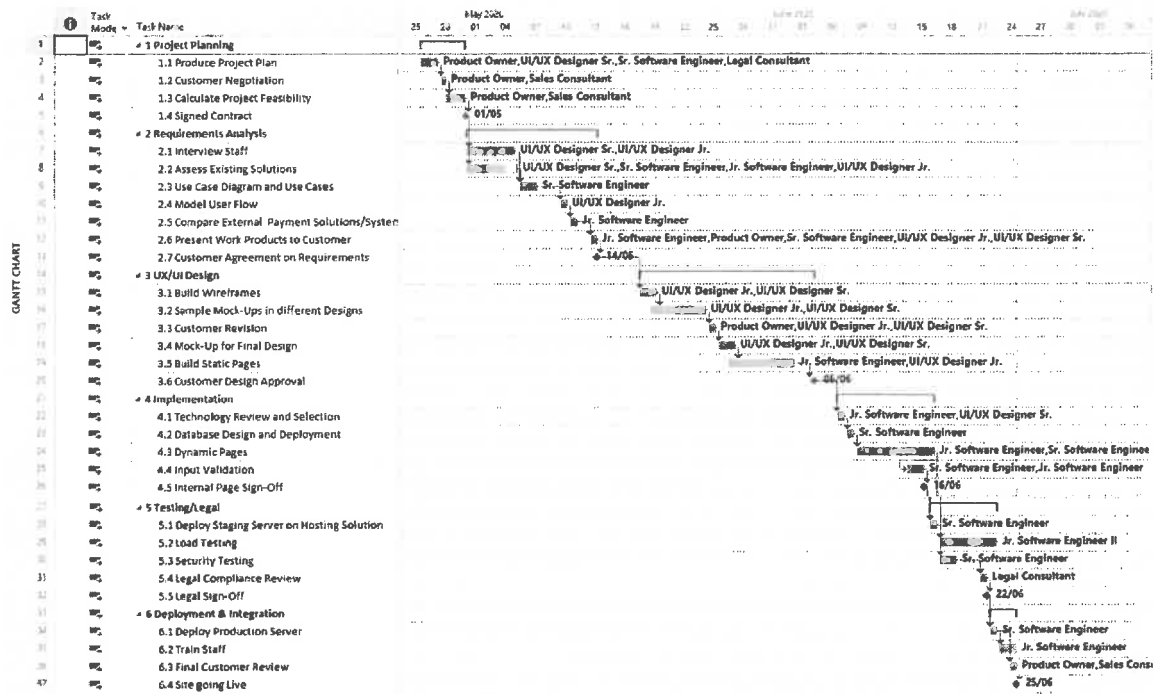 GANTT CHART
Task Mode Task Name
May 2020
25 28 01 04 25 15 18 24 27
1 1 Project Planning
2 1.1 Produce Project Plan Product Owner,UI/UX Designer Sr.,Sr. Software Engineer,Legal Consultant
1.2 Customer Negotiation Product Owner,Sales Consultant
4 1.3 Calculate Project Feasibility Product Owner,Sales Consultant
1.4 Signed Contract 01/05
2 Requirements Analysis
2.1 Interview Staff UI/UX Designer Sr.,UI/UX Designer Jr.
8 2.2 Assess Existing Solutions UI/UX Designer Sr.,Sr. Software Engineer,Jr. Software Engineer,UI/UX Designer Jr.
2.3 Use Case Diagram and Use Cases Sr. Software Engineer
2.4 Model User Flow UI/UX Designer Jr.
2.5 Compare External Payment Solutions/System Jr. Software Engineer
2.6 Present Work Products to Customer Jr. Software Engineer,Product Owner,Sr. Software Engineer,UI/UX Designer Jr.,UI/UX Designer Sr.
2.7 Customer Agreement on Requirements 14/05
3 UX/UI Design
3.1 Build Wireframes UI/UX Designer Jr.,UI/UX Designer Sr.
3.2 Sample Mock-Ups in different Designs UI/UX Designer Jr.,UI/UX Designer Sr.
3.3 Customer Revision Product Owner,UI/UX Designer Jr.,UI/UX Designer Sr.
3.4 Mock-Up for Final Design UI/UX Designer Jr.,UI/UX Designer Sr.
3.5 Build Static Pages Jr. Software Engineer,UI/UX Designer Jr.
3.6 Customer Design Approval
4 Implementation
4.1 Technology Review and Selection Jr. Software Engineer,UI/UX Designer Sr.
4.2 Database Design and Deployment Sr. Software Engineer
4.3 Dynamic Pages Jr. Software Engineer,Sr. Software Enginee
4.4 Input Validation Sr. Software Engineer,Jr. Software Engineer
4.5 Internal Page Sign-Off 16/06
5 Testing/Legal
5.1 Deploy Staging Server on Hosting Solution Sr. Software Engineer
5.2 Load Testing Jr. Software Engineer II
5.3 Security Testing Sr. Software Engineer
31 5.4 Legal Compliance Review Legal Consultant
5.5 Legal Sign-Off 22/06
6 Deployment & Integration
6.1 Deploy Production Server Sr. Software Engineer
6.2 Train Staff Jr. Software Engineer
6.3 Final Customer Review Product Owner,Sales Cons
47 6.4 Site going Live 25/06